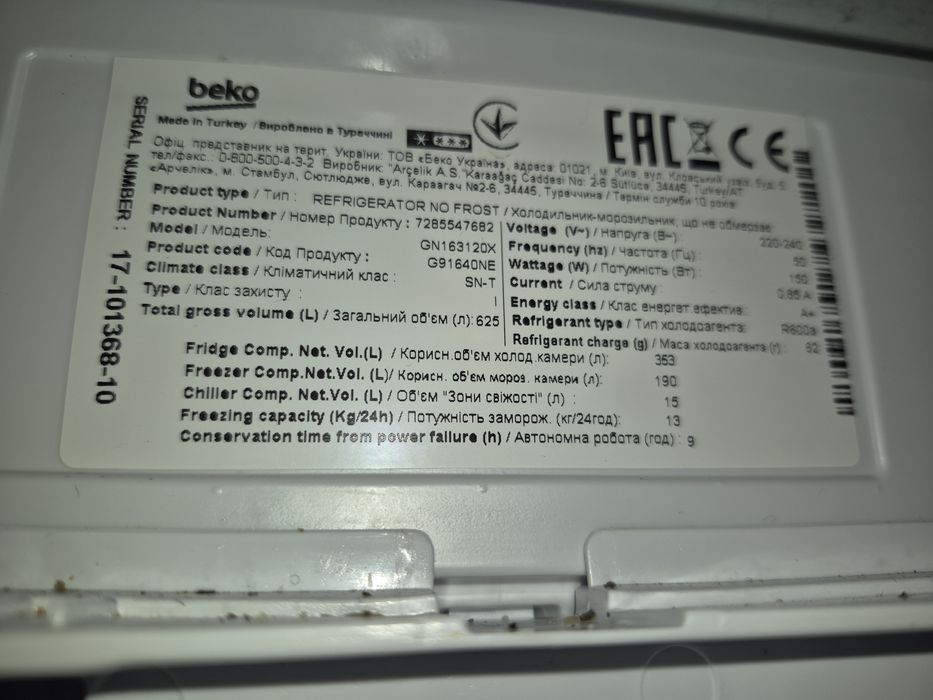 beko
Made in Turkey / Вироблено в Туреччині
EAC CE
Офіц. представник на терит. України: ТОВ «Беко Україна», адреса: 01021, м. Київ, вул. Кловський узвіз, буд.
тел/факс.: 0-800-500-4-3-2 Виробник: "Arçelik A.S."Karaağaç Caddesi No: 2-6 Sütlüce, 34445, Turkey/АТ
«Арчелік», м. Стамбул, Сютлюдже, вул. Караагач №2-6, 34445, Туреччина / Термін служби 10 років
Product type / Тип : REFRIGERATOR NO FROST / Холодильник-морозильник, що не обмерзає
Product Number / Номер Продукту : 7285547682
Model / Модель: GN163120X
Product code / Код Продукту : G91640NE
Climate class / Кліматичний клас : SN-T
Type / Клас захисту : I
Total gross volume (L) / Загальний об'єм (л): 625
Voltage (V~) / Напруга (В~): 220-240
Frequency (hz) / Частота (Гц): 50
Wattage (W) / Потужність (Вт): 150
Current / Сила струму: 0.85 A
Energy class / Клас енергет.ефектив: A+
Refrigerant type / Тип холодоагента: R600a
Refrigerant charge (g) / Маса холодоагента (г): 82
Fridge Comp. Net. Vol.(L) / Корисн.об'єм холод.камери (л): 353
Freezer Comp.Net.Vol. (L)/ Корисн. об'єм мороз. камери (л): 190
Chiller Comp. Net.Vol. (L) / Об'єм "Зони свіжості" (л) : 15
Freezing capacity (Kg/24h) / Потужність заморож. (кг/24год): 13
Conservation time from power failure (h) / Автономна робота (год) : 9
SERIAL NUMBER : 17-101368-10